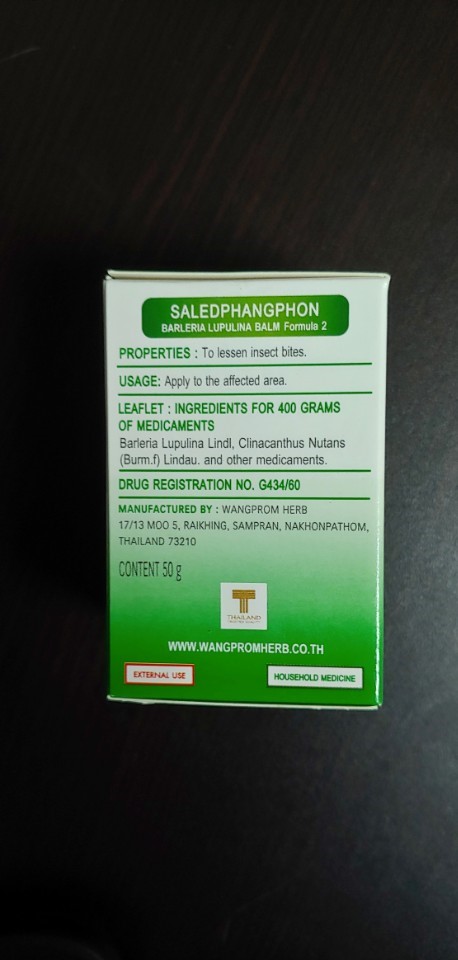 SALEDPHANGPHON
BARLERIA LUPULINA BALM Formula 2
PROPERTIES : To lessen insect bites.
USAGE: Apply to the affected area.
LEAFLET : INGREDIENTS FOR 400 GRAMS
OF MEDICAMENTS
Barleria Lupulina Lindl, Clinacanthus Nutans
(Burm.f) Lindau. and other medicaments.
DRUG REGISTRATION NO. G434/60
MANUFACTURED BY : WANGPROM HERB
17/13 MOO 5, RAIKHING, SAMPRAN, NAKHONPATHOM,
THAILAND 73210
CONTENT 50 g
THAILAND
WWW.WANGPROMHERB.CO.TH
EXTERNAL USE
HOUSEHOLD MEDICINE